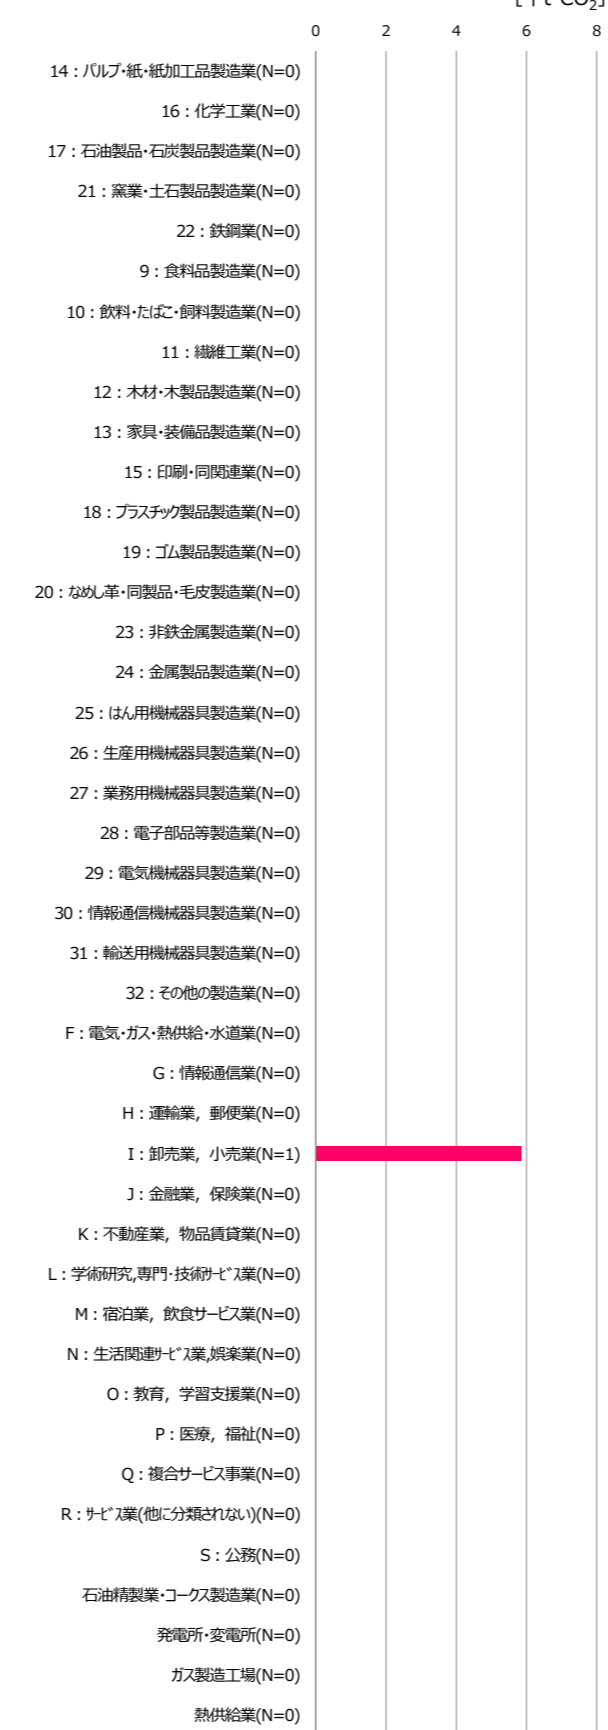 CO₂]
0 2 4 6 8
14：パルプ・紙・紙加工品製造業(N=0)
16：化学工業(N=0)
17：石油製品・石炭製品製造業(N=0)
21：窯業・土石製品製造業(N=0)
22：鉄鋼業(N=0)
9：食料品製造業(N=0)
10：飲料・たばこ・飼料製造業(N=0)
11：繊維工業(N=0)
12：木材・木製品製造業(N=0)
13：家具・装備品製造業(N=0)
15：印刷・同関連業(N=0)
18：プラスチック製品製造業(N=0)
19：ゴム製品製造業(N=0)
20：なめし革・同製品・毛皮製造業(N=0)
23：非鉄金属製造業(N=0)
24：金属製品製造業(N=0)
25：はん用機械器具製造業(N=0)
26：生産用機械器具製造業(N=0)
27：業務用機械器具製造業(N=0)
28：電子部品等製造業(N=0)
29：電気機械器具製造業(N=0)
30：情報通信機械器具製造業(N=0)
31：輸送用機械器具製造業(N=0)
32：その他の製造業(N=0)
F：電気・ガス・熱供給・水道業(N=0)
G：情報通信業(N=0)
H：運輸業，郵便業(N=0)
I：卸売業，小売業(N=1)
J：金融業，保険業(N=0)
K：不動産業，物品賃貸業(N=0)
L：学術研究,専門・技術ｻｰﾋﾞｽ業(N=0)
M：宿泊業，飲食サービス業(N=0)
N：生活関連ｻｰﾋﾞｽ業,娯楽業(N=0)
O：教育，学習支援業(N=0)
P：医療，福祉(N=0)
Q：複合サービス事業(N=0)
R：ｻｰﾋﾞｽ業(他に分類されない)(N=0)
S：公務(N=0)
石油精製業・コークス製造業(N=0)
発電所・変電所(N=0)
ガス製造工場(N=0)
熱供給業(N=0)